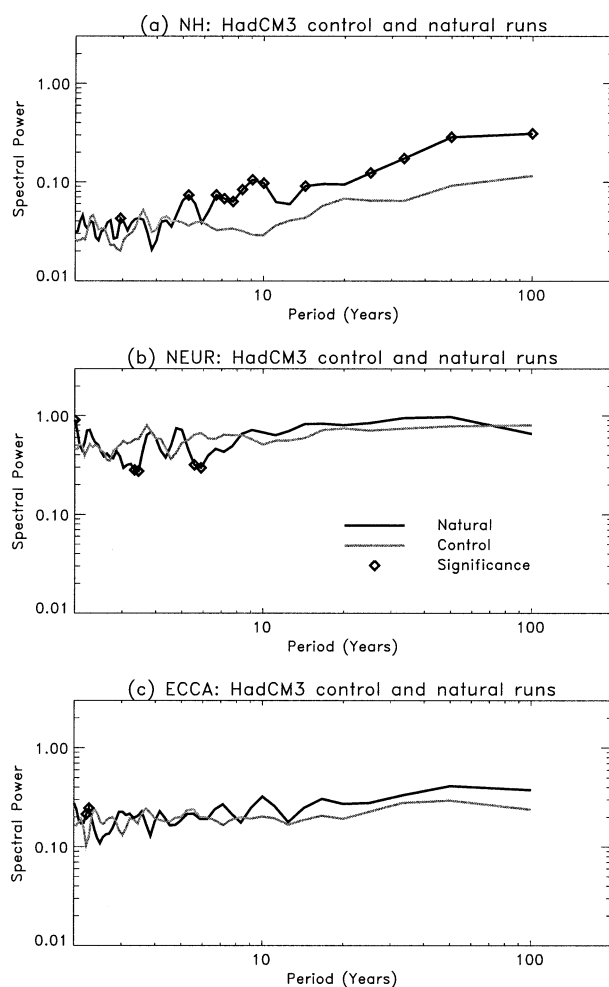 (a) NH: HadCM3 control and natural runs
Spectral Power
1.00
0.10
0.01
10
100
Period (Years)
(b) NEUR: HadCM3 control and natural runs
Spectral Power
1.00
0.10
0.01
Natural
Control
Significance
10
100
Period (Years)
(c) ECCA: HadCM3 control and natural runs
Spectral Power
1.00
0.10
0.01
10
100
Period (Years)